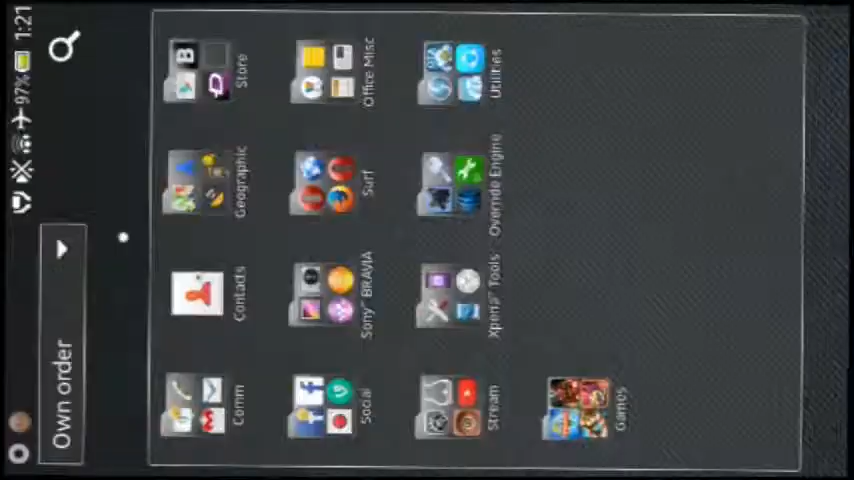 97% 1:21
Own order
Comm
Contacts
Geographic
Store
Social
Sony™ BRAVIA
Surf
Office Misc
Stream
Xperia™ Tools
Override Engine
Utilities
Games